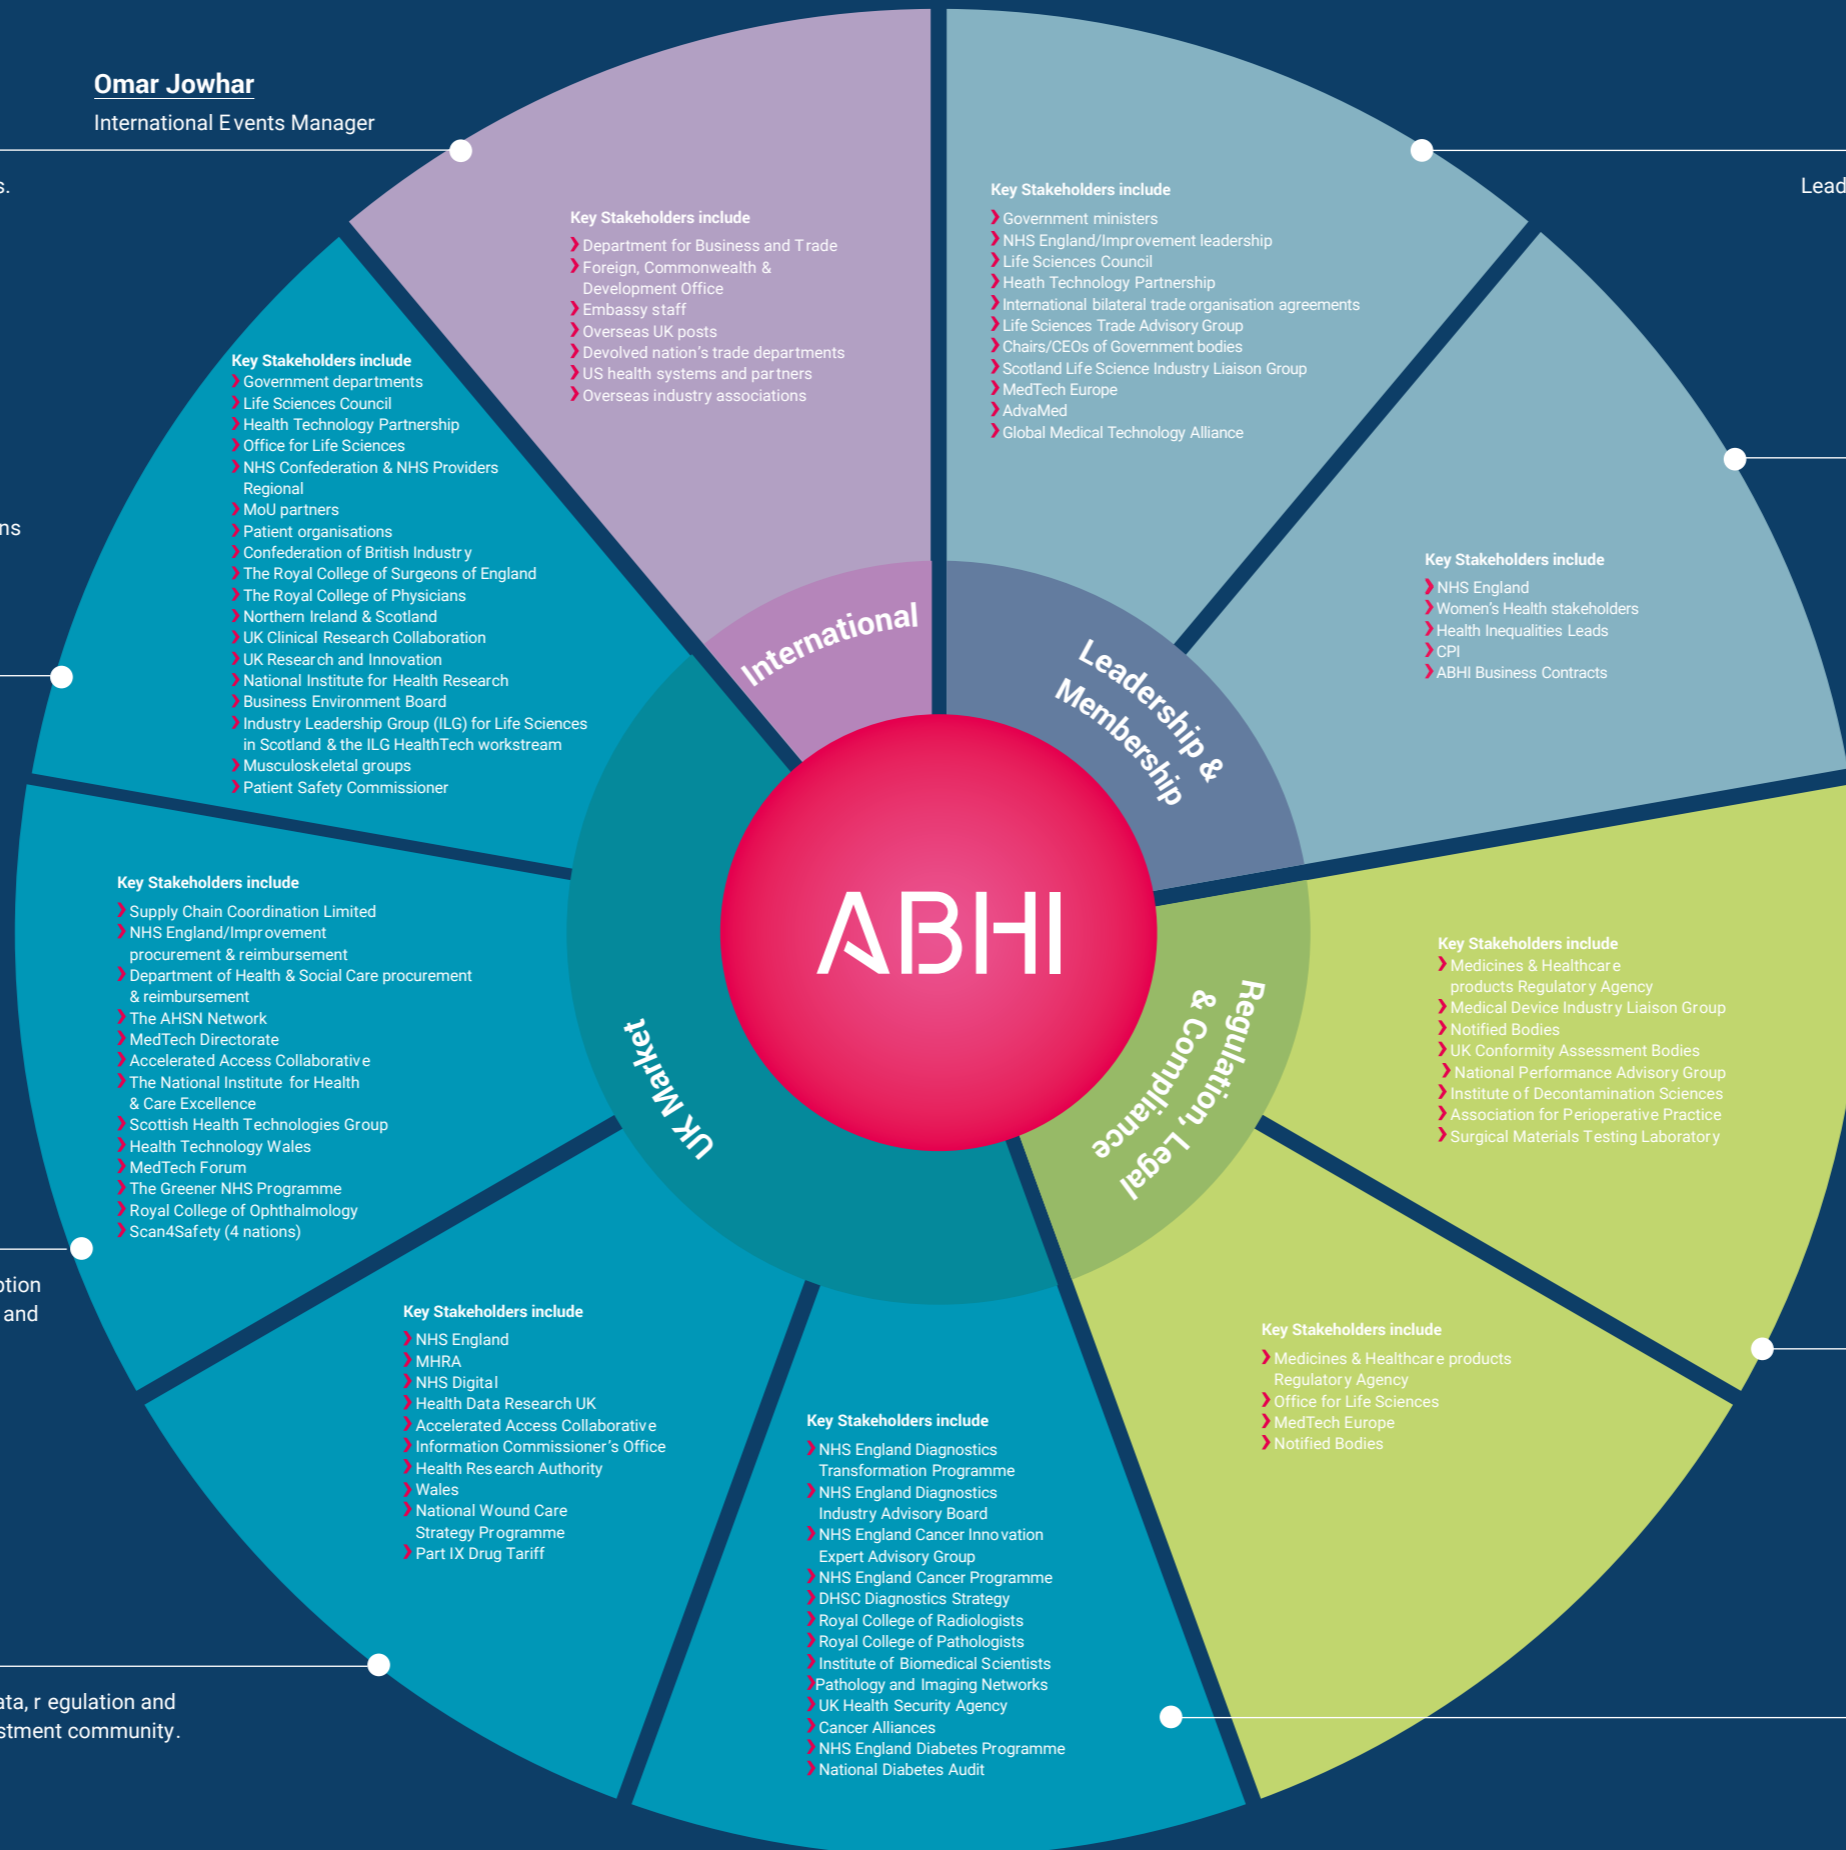 Omar Jowhar
International Events Manager
s.
Lead
Key Stakeholders include
Department for Business and Trade
Foreign, Commonwealth &
Development Office
Embassy staff
Overseas UK posts
Devolved nation's trade departments
US health systems and partners
Overseas industry associations
Key Stakeholders include
Government ministers
NHS England/Improvement leadership
Life Sciences Council
Heath Technology Partnership
International bilateral trade organisation agreements
Life Sciences Trade Advisory Group
Chairs/CEOs of Government bodies
Scotland Life Science Industry Liaison Group
MedTech Europe
AdvaMed
Global Medical Technology Alliance
Key Stakeholders include
Government departments
Life Sciences Council
Health Technology Partnership
Office for Life Sciences
NHS Confederation & NHS Providers
Regional
MoU partners
Patient organisations
Confederation of British Industry
The Royal College of Surgeons of England
The Royal College of Physicians
Northern Ireland & Scotland
UK Clinical Research Collaboration
UK Research and Innovation
National Institute for Health Research
Business Environment Board
Industry Leadership Group (ILG) for Life Sciences
in Scotland & the ILG HealthTech workstream
Musculoskeletal groups
Patient Safety Commissioner
ns
Key Stakeholders include
NHS England
Women's Health stakeholders
Health Inequalities Leads
CPI
ABHI Business Contracts
International
Leadership &
Membership
ABHI
UK Market
Regulation, Legal
& Compliance
Key Stakeholders include
Supply Chain Coordination Limited
NHS England/Improvement
procurement & reimbursement
Department of Health & Social Care procurement
& reimbursement
The AHSN Network
MedTech Directorate
Accelerated Access Collaborative
The National Institute for Health
& Care Excellence
Scottish Health Technologies Group
Health Technology Wales
MedTech Forum
The Greener NHS Programme
Royal College of Ophthalmology
Scan4Safety (4 nations)
Key Stakeholders include
Medicines & Healthcare
products Regulatory Agency
Medical Device Industry Liaison Group
Notified Bodies
UK Conformity Assessment Bodies
National Performance Advisory Group
Institute of Decontamination Sciences
Association for Perioperative Practice
Surgical Materials Testing Laboratory
ption
and
Key Stakeholders include
NHS England
MHRA
NHS Digital
Health Data Research UK
Accelerated Access Collaborative
Information Commissioner's Office
Health Research Authority
Wales
National Wound Care
Strategy Programme
Part IX Drug Tariff
Key Stakeholders include
Medicines & Healthcare products
Regulatory Agency
Office for Life Sciences
MedTech Europe
Notified Bodies
Key Stakeholders include
NHS England Diagnostics
Transformation Programme
NHS England Diagnostics
Industry Advisory Board
NHS England Cancer Innovation
Expert Advisory Group
NHS England Cancer Programme
DHSC Diagnostics Strategy
Royal College of Radiologists
Royal College of Pathologists
Institute of Biomedical Scientists
Pathology and Imaging Networks
UK Health Security Agency
Cancer Alliances
NHS England Diabetes Programme
National Diabetes Audit
ata, r egulation and
stment community.